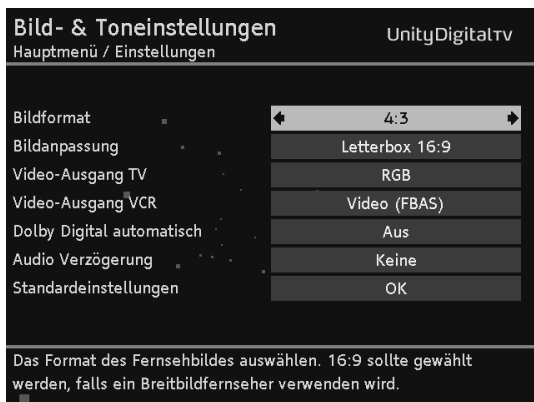 Bild- & Toneinstellungen
UnityDigitalTV
Hauptmenü / Einstellungen
Bildformat 4:3
Bildanpassung Letterbox 16:9
Video-Ausgang TV RGB
Video-Ausgang VCR Video (FBAS)
Dolby Digital automatisch Aus
Audio Verzögerung Keine
Standardeinstellungen OK
Das Format des Fernsehbildes auswählen. 16:9 sollte gewählt
werden, falls ein Breitbildfernseher verwenden wird.